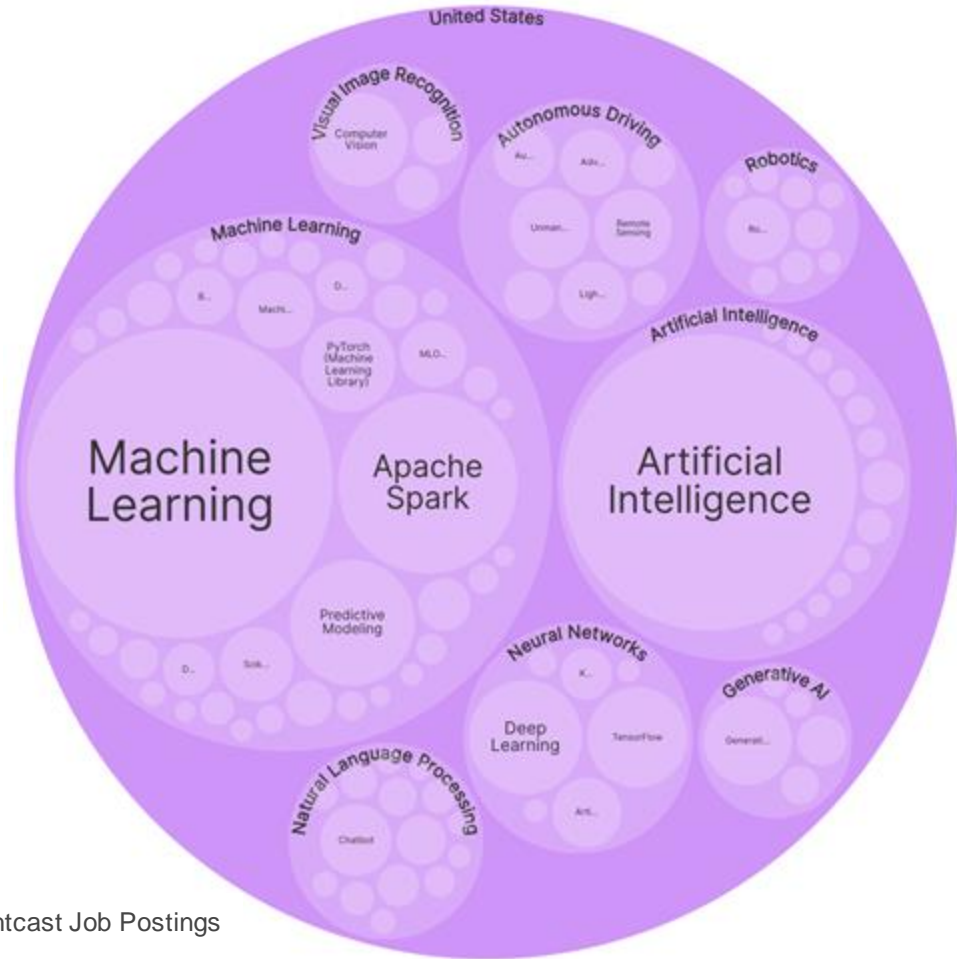 United States
Visual Image Recognition
Computer
Vision
Autonomous Driving
Au...
Adv...
Unman...
Remote
Sensing
Ligh...
Robotics
Ro...
Machine Learning
B...
Machi...
D...
PyTorch
(Machine
Learning
Library)
MLO...
Machine
Learning
Apache
Spark
Predictive
Modeling
D...
Scik...
Artificial Intelligence
Artificial
Intelligence
Neural Networks
K...
Deep
Learning
TensorFlow
Arti...
Generative AI
Generati...
Natural Language Processing
Chatbot
ntcast Job Postings